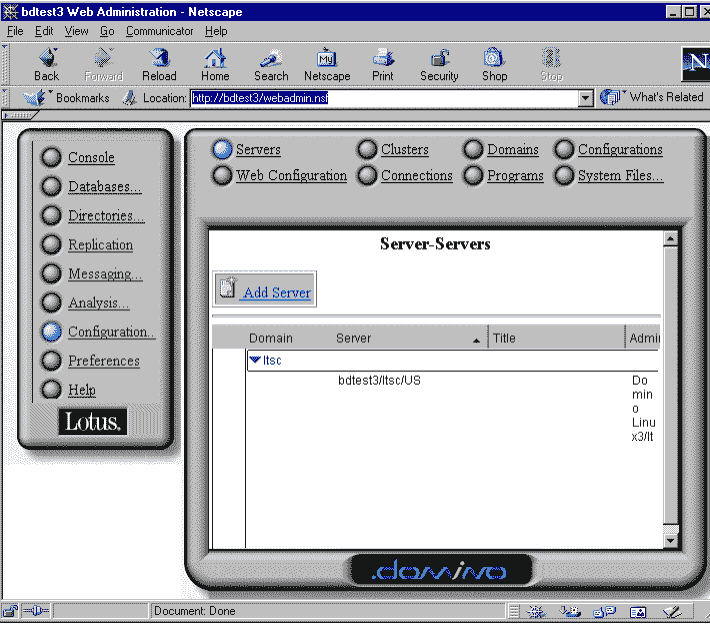 bdtest3 Web Administration - Netscape
File Edit View Go Communicator Help
Back Forward Reload Home Search Netscape Print Security Shop Stop
My
N
Bookmarks Location: http://bdtest3/webadmin.nsf What's Related
Servers Clusters Domains Configurations
Web Configuration Connections Programs System Files...
Console
Databases...
Directories...
Replication
Messaging...
Analysis...
Configuration..
Preferences
Help
Lotus.
Server-Servers
Add Server
Domain Server Title Admin
ltsc
bdtest3/ltsc/US
Do
min
o
Linu
x3/lt
domino
Document: Done